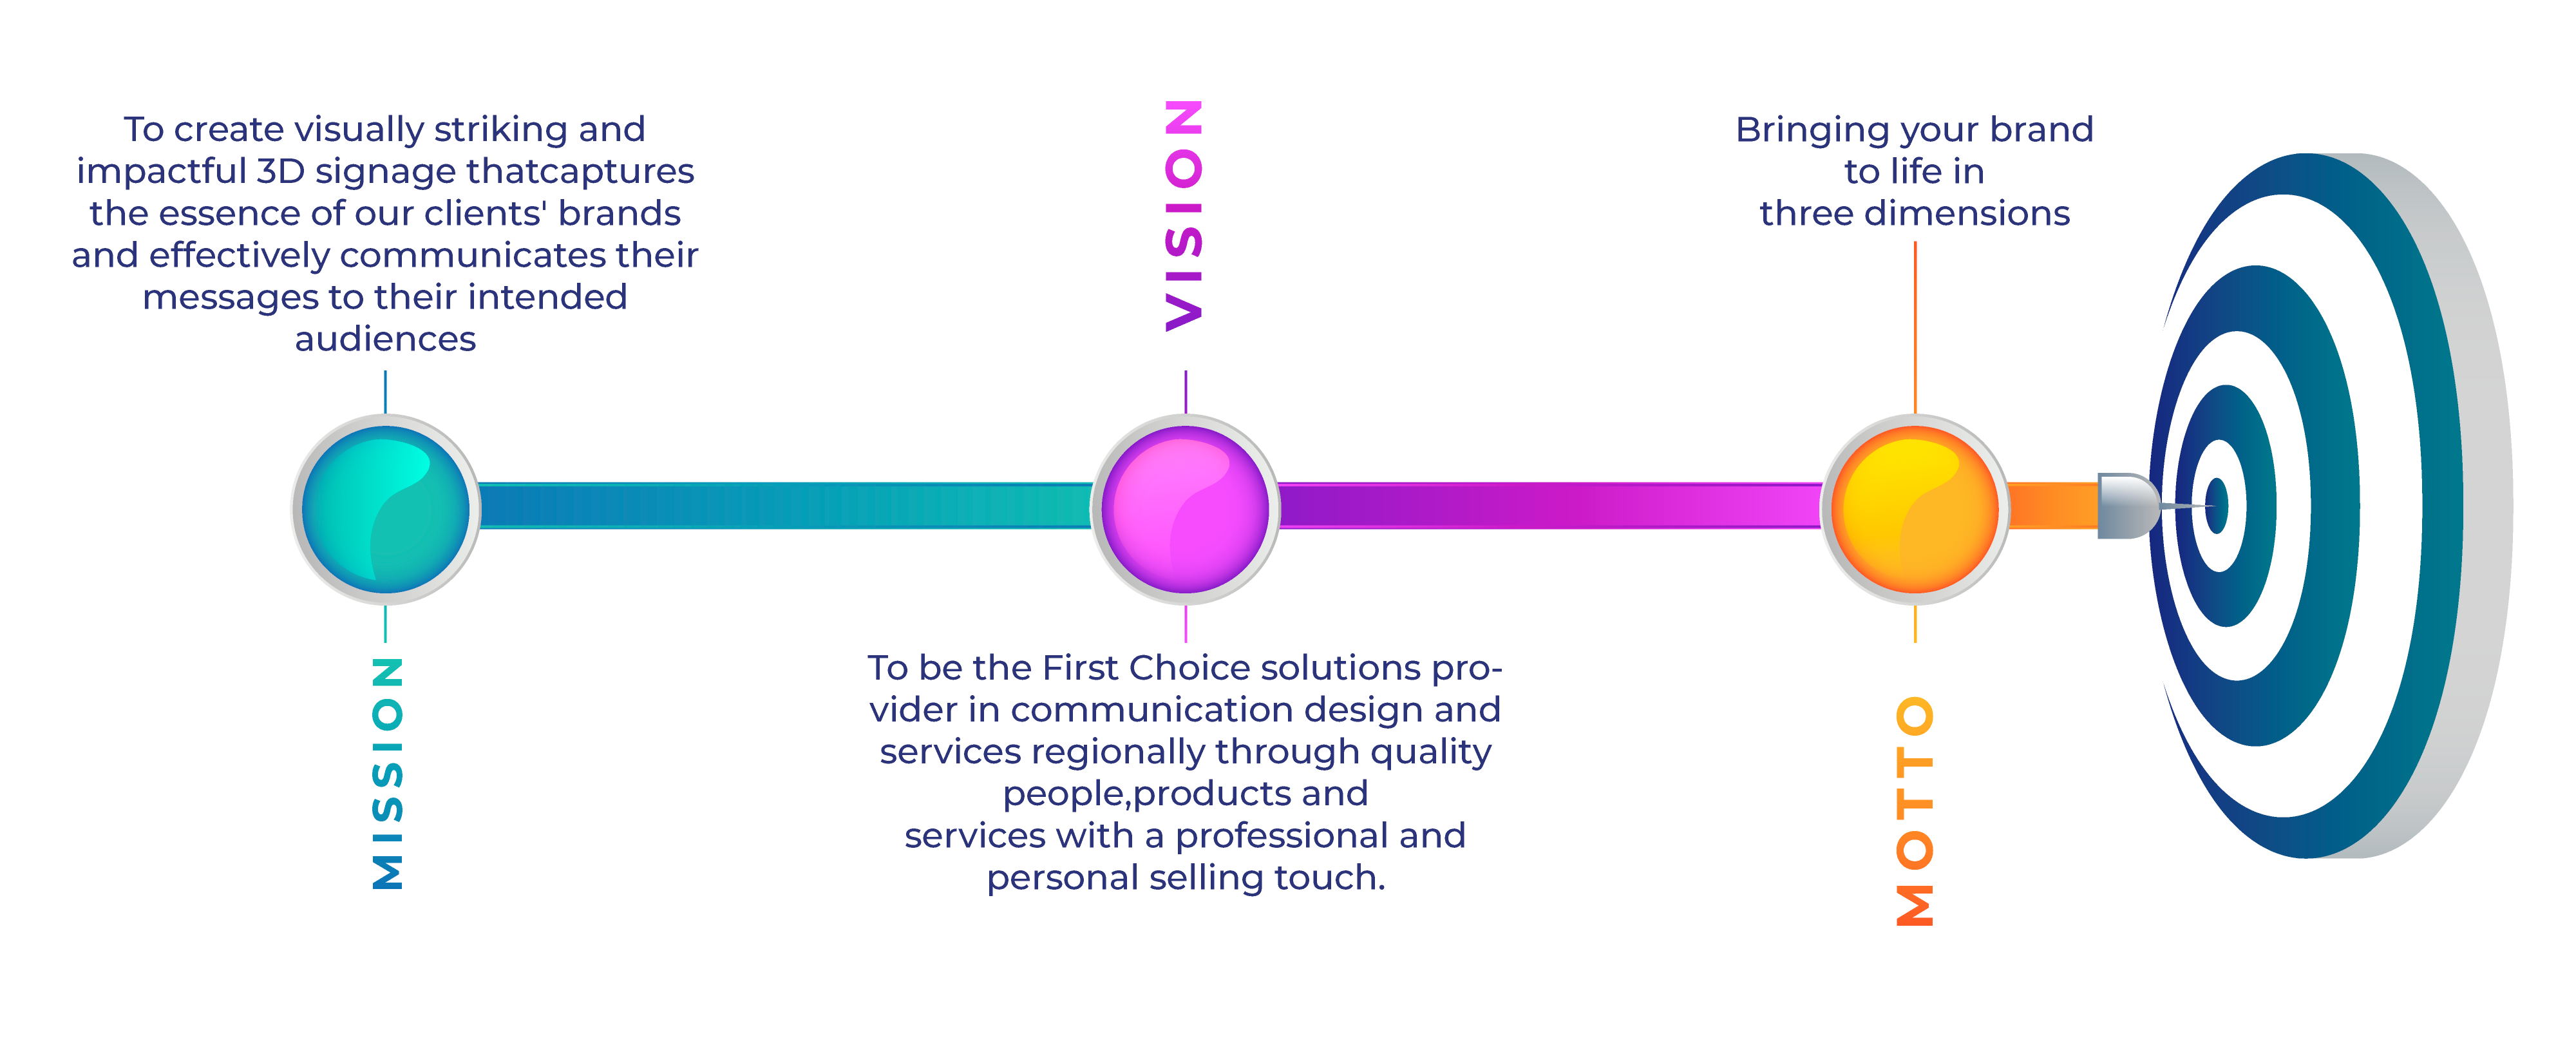 To create visually striking and
impactful 3D signage thatcaptures
the essence of our clients' brands
and effectively communicates their
messages to their intended
audiences
MISSION
VISION
To be the First Choice solutions pro-
vider in communication design and
services regionally through quality
people,products and
services with a professional and
personal selling touch.
Bringing your brand
to life in
three dimensions
MOTTO